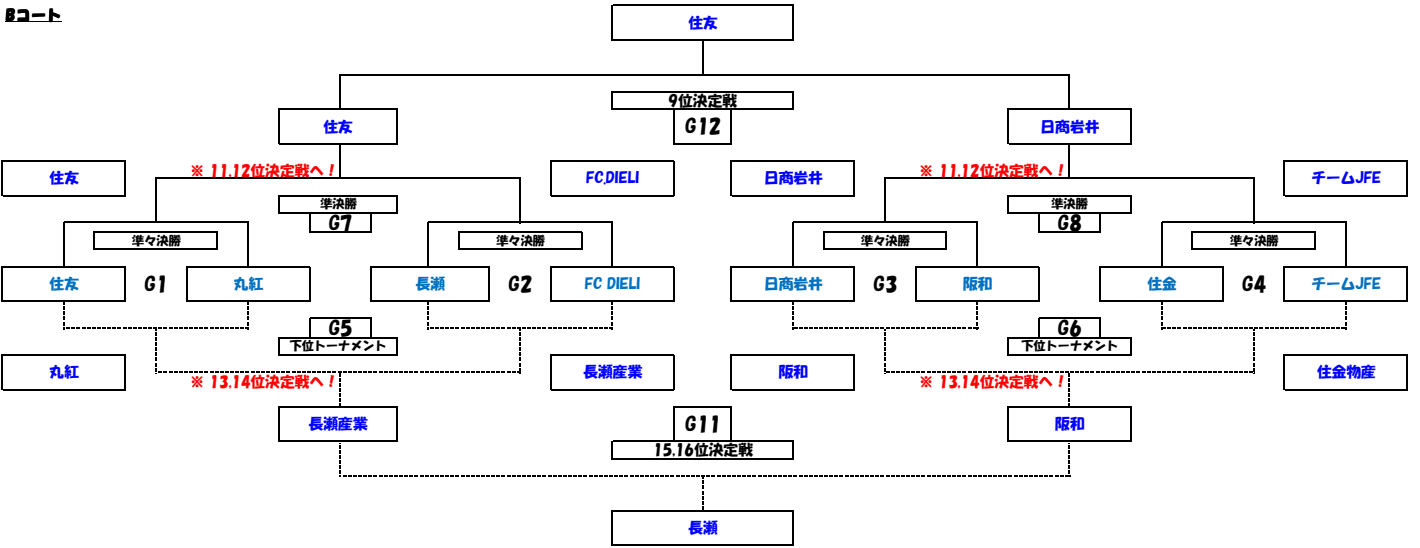 Bコート
住友
9位決定戦
住友
G12
日商岩井
住友
※ 11.12位決定戦へ！
FC.DIELI
日商岩井
※ 11.12位決定戦へ！
チームJFE
準決勝
準決勝
G7
G8
準々決勝
準々決勝
準々決勝
準々決勝
住友
G1
丸紅
長瀬
G2
FC DIELI
日商岩井
G3
阪和
住金
G4
チームJFE
G5
G6
下位トーナメント
下位トーナメント
丸紅
※ 13.14位決定戦へ！
長瀬産業
阪和
※ 13.14位決定戦へ！
住金物産
長瀬産業
G11
阪和
15.16位決定戦
長瀬